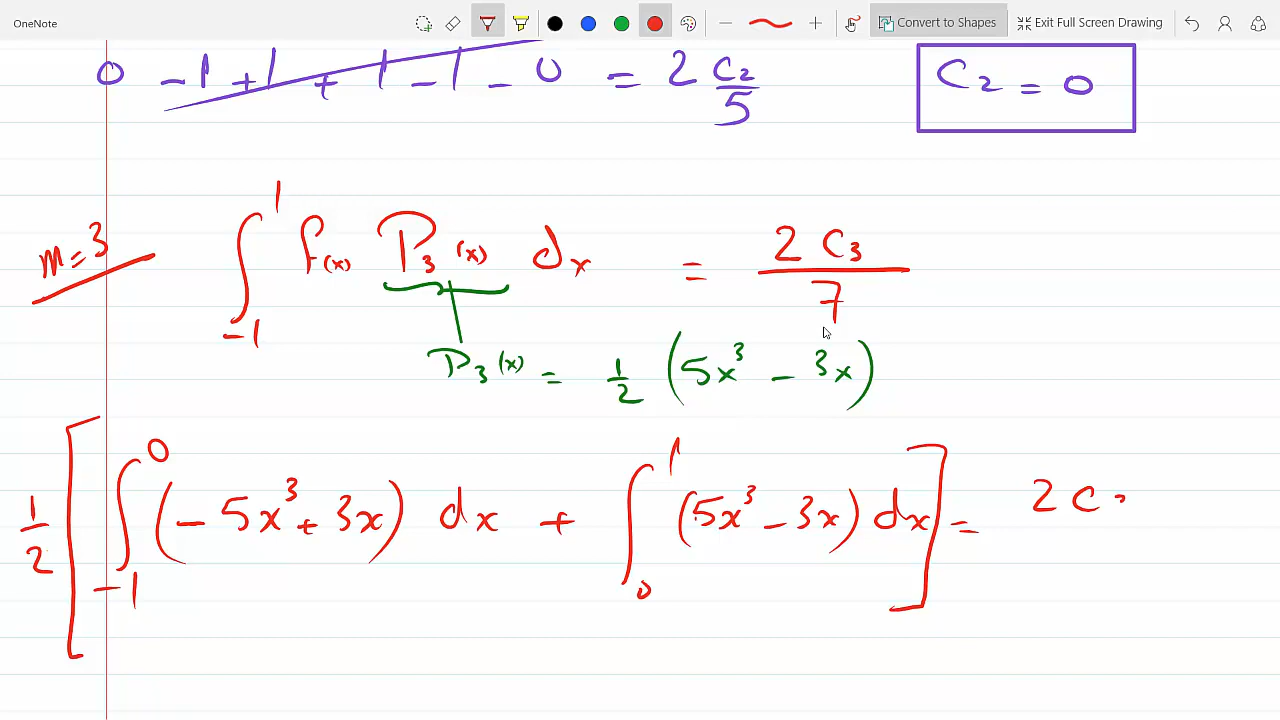 OneNote
Convert to Shapes Exit Full Screen Drawing
0 -1 +1 + 1 - 1 - 0 = 2 C₂/5 C₂ = 0
m=3 ∫₋₁¹ f(x) P₃(x) dx = 2 C₃/7
P₃(x) = 1/2 (5x³ - 3x)
1/2 [ ∫₋₁⁰ (-5x³ + 3x) dx + ∫₀¹ (5x³ - 3x) dx ] = 2 C